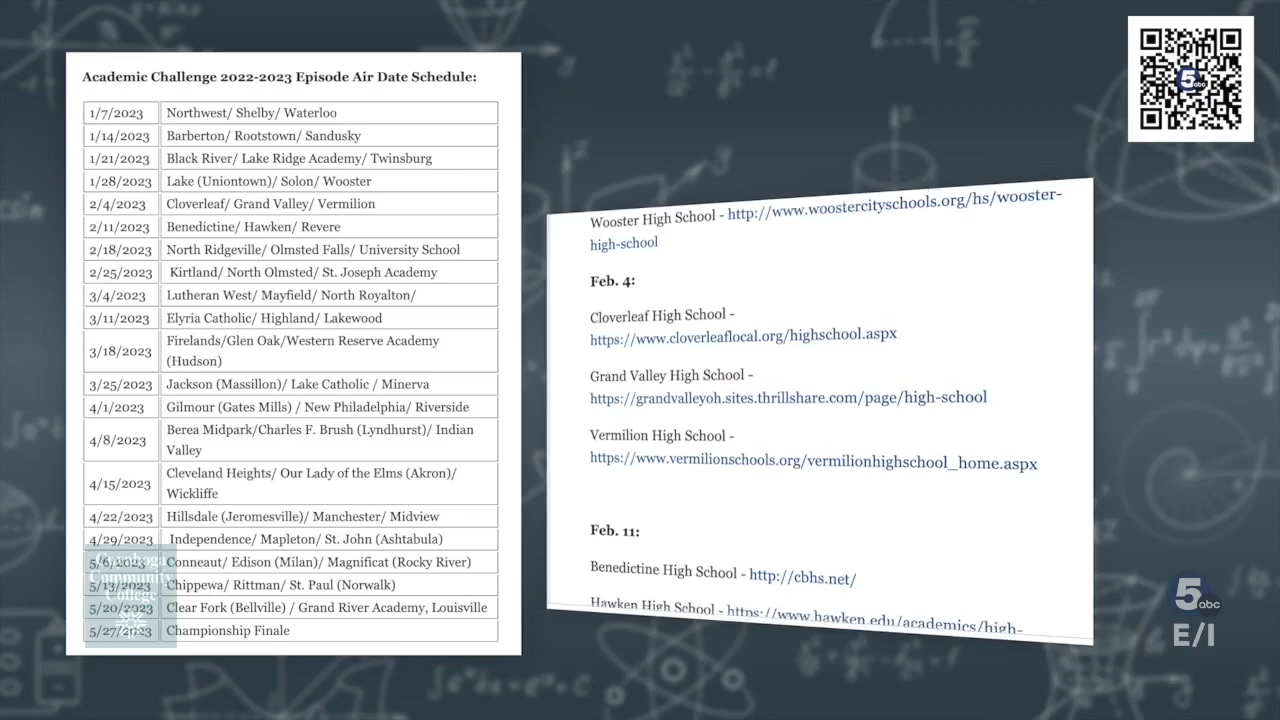 Academic Challenge 2022-2023 Episode Air Date Schedule:
1/7/2023 Northwest/ Shelby/ Waterloo
1/14/2023 Barberton/ Rootstown/ Sandusky
1/21/2023 Black River/ Lake Ridge Academy/ Twinsburg
1/28/2023 Lake (Uniontown)/ Solon/ Wooster
2/4/2023 Cloverleaf/ Grand Valley/ Vermilion
2/11/2023 Benedictine/ Hawken/ Revere
2/18/2023 North Ridgeville/ Olmsted Falls/ University School
2/25/2023 Kirtland/ North Olmsted/ St. Joseph Academy
3/4/2023 Lutheran West/ Mayfield/ North Royalton/
3/11/2023 Elyria Catholic/ Highland/ Lakewood
3/18/2023 Firelands/Glen Oak/Western Reserve Academy
(Hudson)
3/25/2023 Jackson (Massillon)/ Lake Catholic / Minerva
4/1/2023 Gilmour (Gates Mills) / New Philadelphia/ Riverside
4/8/2023 Berea Midpark/Charles F. Brush (Lyndhurst)/ Indian
Valley
4/15/2023 Cleveland Heights/ Our Lady of the Elms (Akron)/
Wickliffe
4/22/2023 Hillsdale (Jeromesville)/ Manchester/ Midview
4/29/2023 Independence/ Mapleton/ St. John (Ashtabula)
5/6/2023 Conneaut/ Edison (Milan)/ Magnificat (Rocky River)
5/13/2023 Chippewa/ Rittman/ St. Paul (Norwalk)
5/20/2023 Clear Fork (Bellville) / Grand River Academy, Louisville
5/27/2023 Championship Finale
Cuyahoga
Community
College
Wooster High School - http://www.woostercityschools.org/hs/wooster-
high-school
Feb. 4:
Cloverleaf High School -
https://www.cloverleaflocal.org/highschool.aspx
Grand Valley High School -
https://grandvalleyoh.sites.thrillshare.com/page/high-school
Vermilion High School -
https://www.vermilionschools.org/vermilionhighschool_home.aspx
Feb. 11:
Benedictine High School - http://cbhs.net/
Hawken High School - https://www.hawken.edu/academics/high-
5 abc
5 abc
E/I